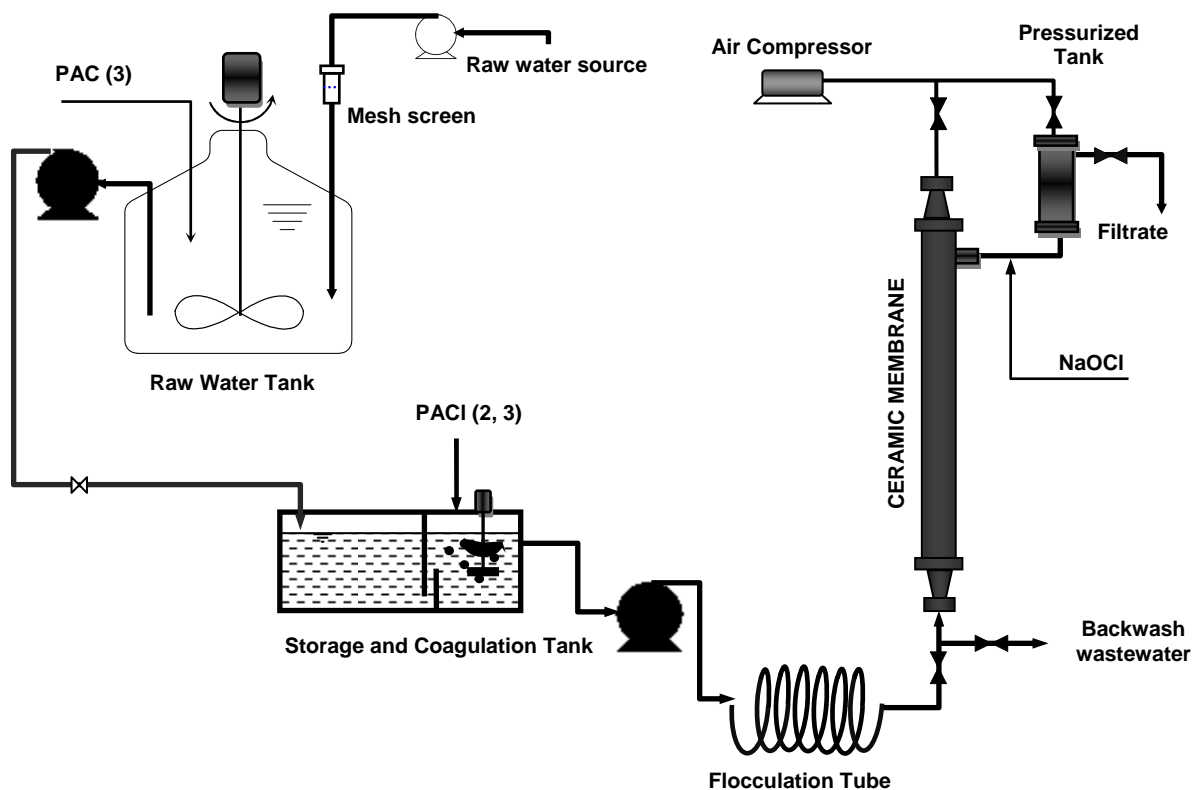 PAC (3)
Raw water source
Mesh screen
Raw Water Tank
PACl (2, 3)
Storage and Coagulation Tank
Flocculation Tube
Air Compressor
Pressurized
Tank
Filtrate
CERAMIC MEMBRANE
NaOCl
Backwash
wastewater